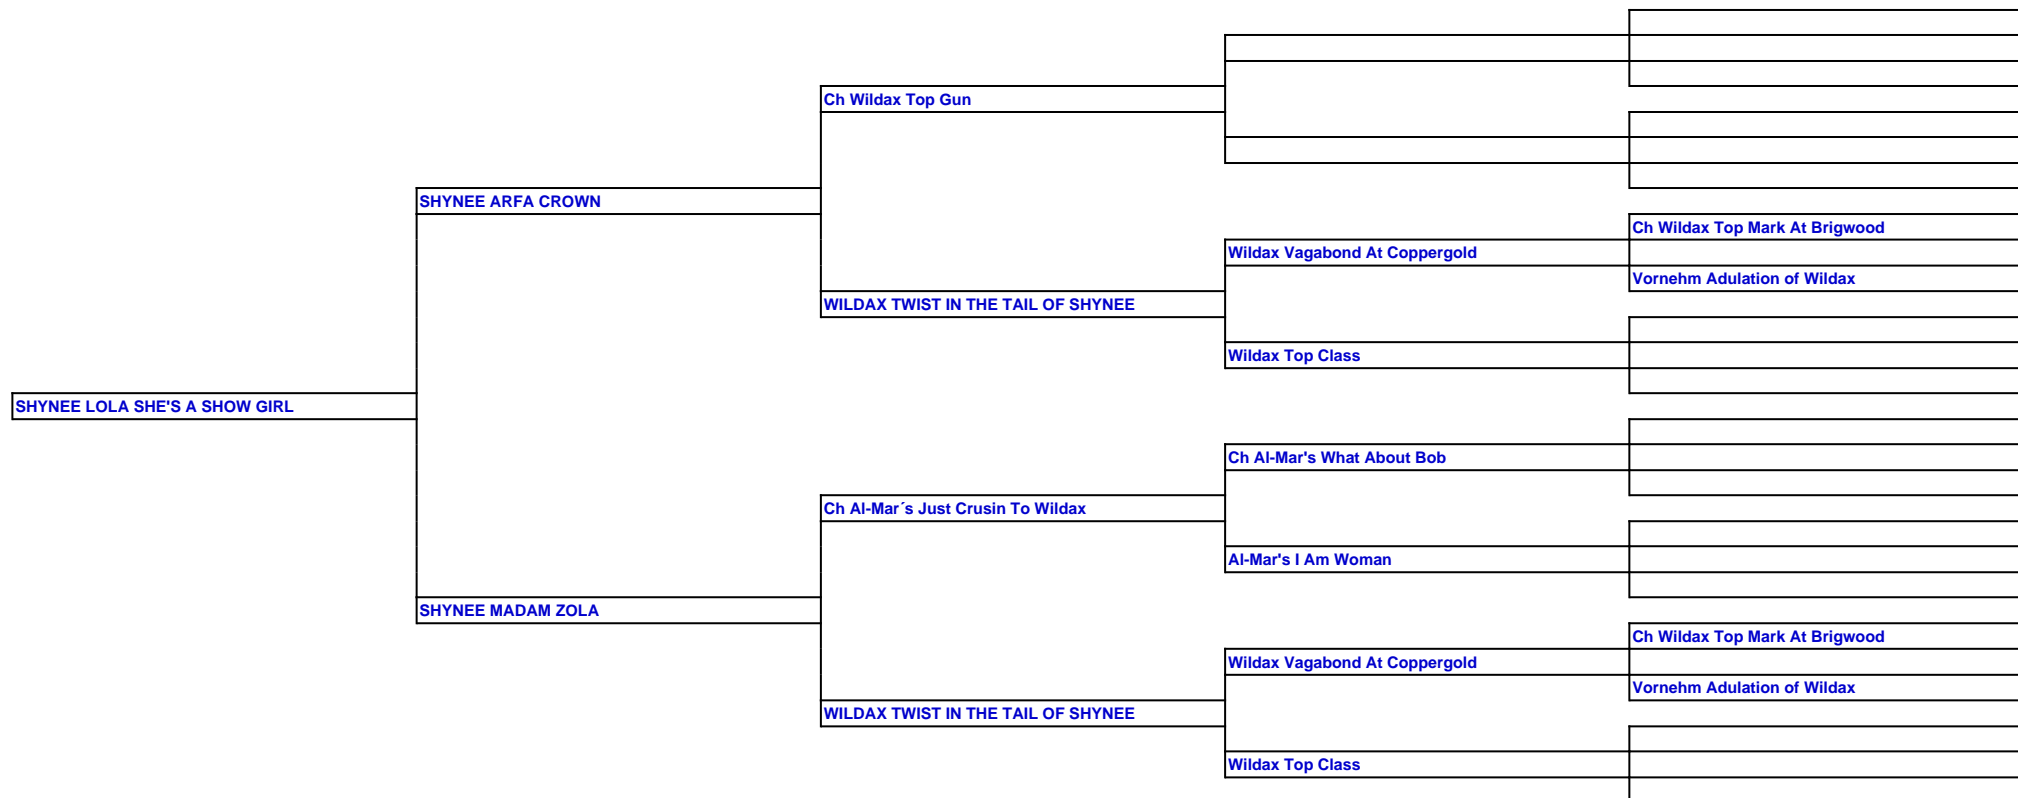 Ch Wildax Top Gun
SHYNEE ARFA CROWN
Ch Wildax Top Mark At Brigwood
Wildax Vagabond At Coppergold
Vornehm Adulation of Wildax
WILDAX TWIST IN THE TAIL OF SHYNEE
Wildax Top Class
SHYNEE LOLA SHE'S A SHOW GIRL
Ch Al-Mar's What About Bob
Ch Al-Mar´s Just Crusin To Wildax
Al-Mar's I Am Woman
SHYNEE MADAM ZOLA
Ch Wildax Top Mark At Brigwood
Wildax Vagabond At Coppergold
Vornehm Adulation of Wildax
WILDAX TWIST IN THE TAIL OF SHYNEE
Wildax Top Class